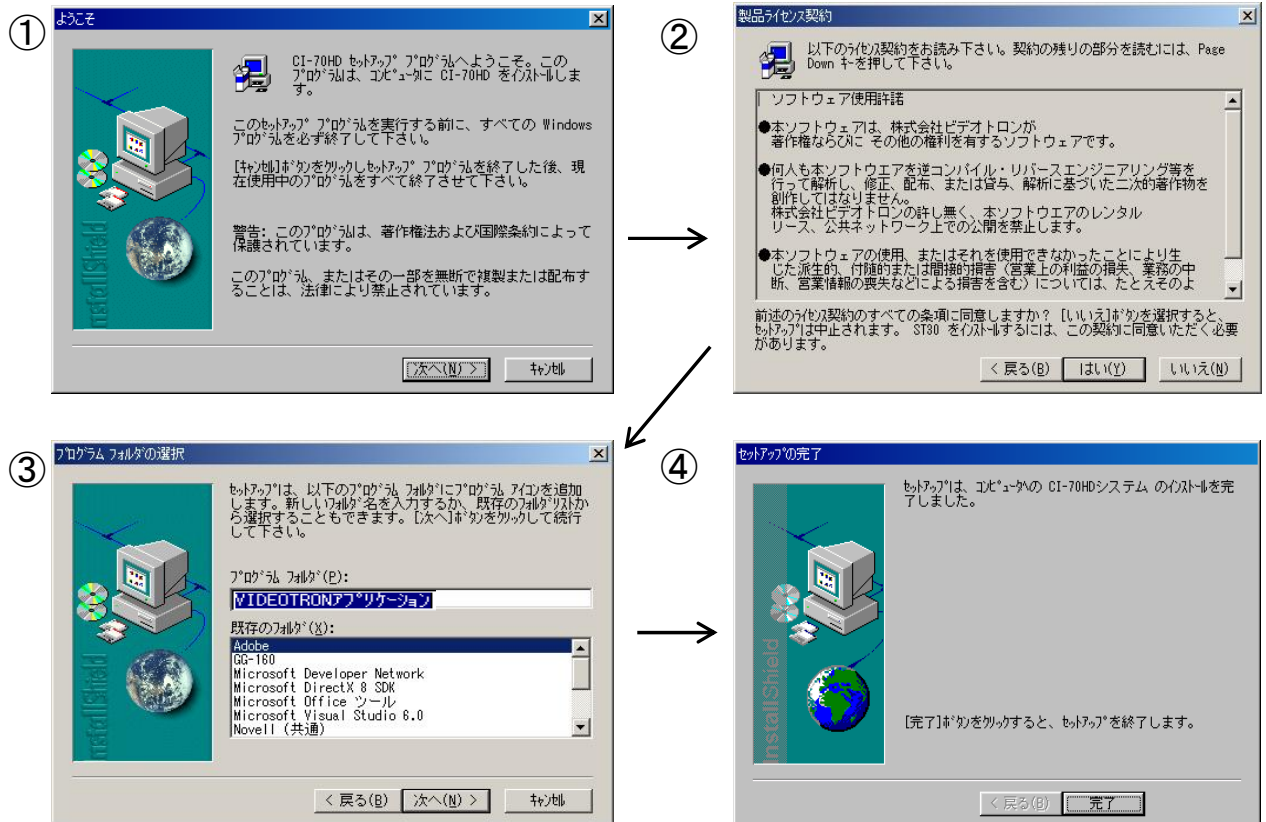 ①
ようこそ
CI-70HD ｾｯﾄｱｯﾌﾟ ﾌﾟﾛｸﾞﾗﾑへようこそ。この
ﾌﾟﾛｸﾞﾗﾑは、ｺﾝﾋﾟｭｰﾀに CI-70HD をｲﾝｽﾄｰﾙしま
す。
このｾｯﾄｱｯﾌﾟ ﾌﾟﾛｸﾞﾗﾑを実行する前に、すべての Windows
ﾌﾟﾛｸﾞﾗﾑを必ず終了して下さい。
[ｷｬﾝｾﾙ]ﾎﾞﾀﾝをｸﾘｯｸしｾｯﾄｱｯﾌﾟ ﾌﾟﾛｸﾞﾗﾑを終了した後、現
在使用中のﾌﾟﾛｸﾞﾗﾑをすべて終了させて下さい。
警告: このﾌﾟﾛｸﾞﾗﾑは、著作権法および国際条約によって
保護されています。
このﾌﾟﾛｸﾞﾗﾑ、またはその一部を無断で複製または配布す
ることは、法律により禁止されています。
InstallShield
次へ(N) >
ｷｬﾝｾﾙ
②
製品ﾗｲｾﾝｽ契約
以下のﾗｲｾﾝｽ契約をお読み下さい。契約の残りの部分を読むには、Page
Down ｷｰを押して下さい。
ソフトウェア使用許諾
●本ソフトウェアは、株式会社ビデオトロンが
著作権ならびに その他の権利を有するソフトウェアです。
●何人も本ソフトウエアを逆コンパイル・リバースエンジニアリング等を
行って解析し、修正、配布、または貸与、解析に基づいた二次的著作物を
創作してはなりません。
株式会社ビデオトロンの許し無く、本ソフトウエアのレンタル
リース、公共ネットワーク上での公開を禁止します。
●本ソフトウェアの使用、またはそれを使用できなかったことにより生
じた派生的、付随的または間接的損害（営業上の利益の損失、業務の中
断、営業情報の喪失などによる損害を含む）については、たとえそのよ
前述のﾗｲｾﾝｽ契約のすべての条項に同意しますか？ [いいえ]ﾎﾞﾀﾝを選択すると、
ｾｯﾄｱｯﾌﾟは中止されます。 ST30 をｲﾝｽﾄｰﾙするには、この契約に同意いただく必要
があります。
< 戻る(B)
はい(Y)
いいえ(N)
③
ﾌﾟﾛｸﾞﾗﾑ ﾌｫﾙﾀﾞの選択
ｾｯﾄｱｯﾌﾟは、以下のﾌﾟﾛｸﾞﾗﾑ ﾌｫﾙﾀﾞにﾌﾟﾛｸﾞﾗﾑ ｱｲｺﾝを追加
します。新しいﾌｫﾙﾀﾞ名を入力するか、既存のﾌｫﾙﾀﾞﾘｽﾄか
ら選択することもできます。[次へ]ﾎﾞﾀﾝをｸﾘｯｸして続行
して下さい。
ﾌﾟﾛｸﾞﾗﾑ ﾌｫﾙﾀﾞ(P):
VIDEOTRONアプリケーション
既存のﾌｫﾙﾀﾞ(X):
Adobe
GG-160
Microsoft Developer Network
Microsoft DirectX 8 SDK
Microsoft Office ツール
Microsoft Visual Studio 6.0
Novell (共通)
InstallShield
< 戻る(B)
次へ(N) >
ｷｬﾝｾﾙ
④
ｾｯﾄｱｯﾌﾟの完了
ｾｯﾄｱｯﾌﾟは、ｺﾝﾋﾟｭｰﾀへの CI-70HDシステム のｲﾝｽﾄｰﾙを完
了しました。
[完了]ﾎﾞﾀﾝをｸﾘｯｸすると、ｾｯﾄｱｯﾌﾟを終了します。
InstallShield
< 戻る(B)
完了